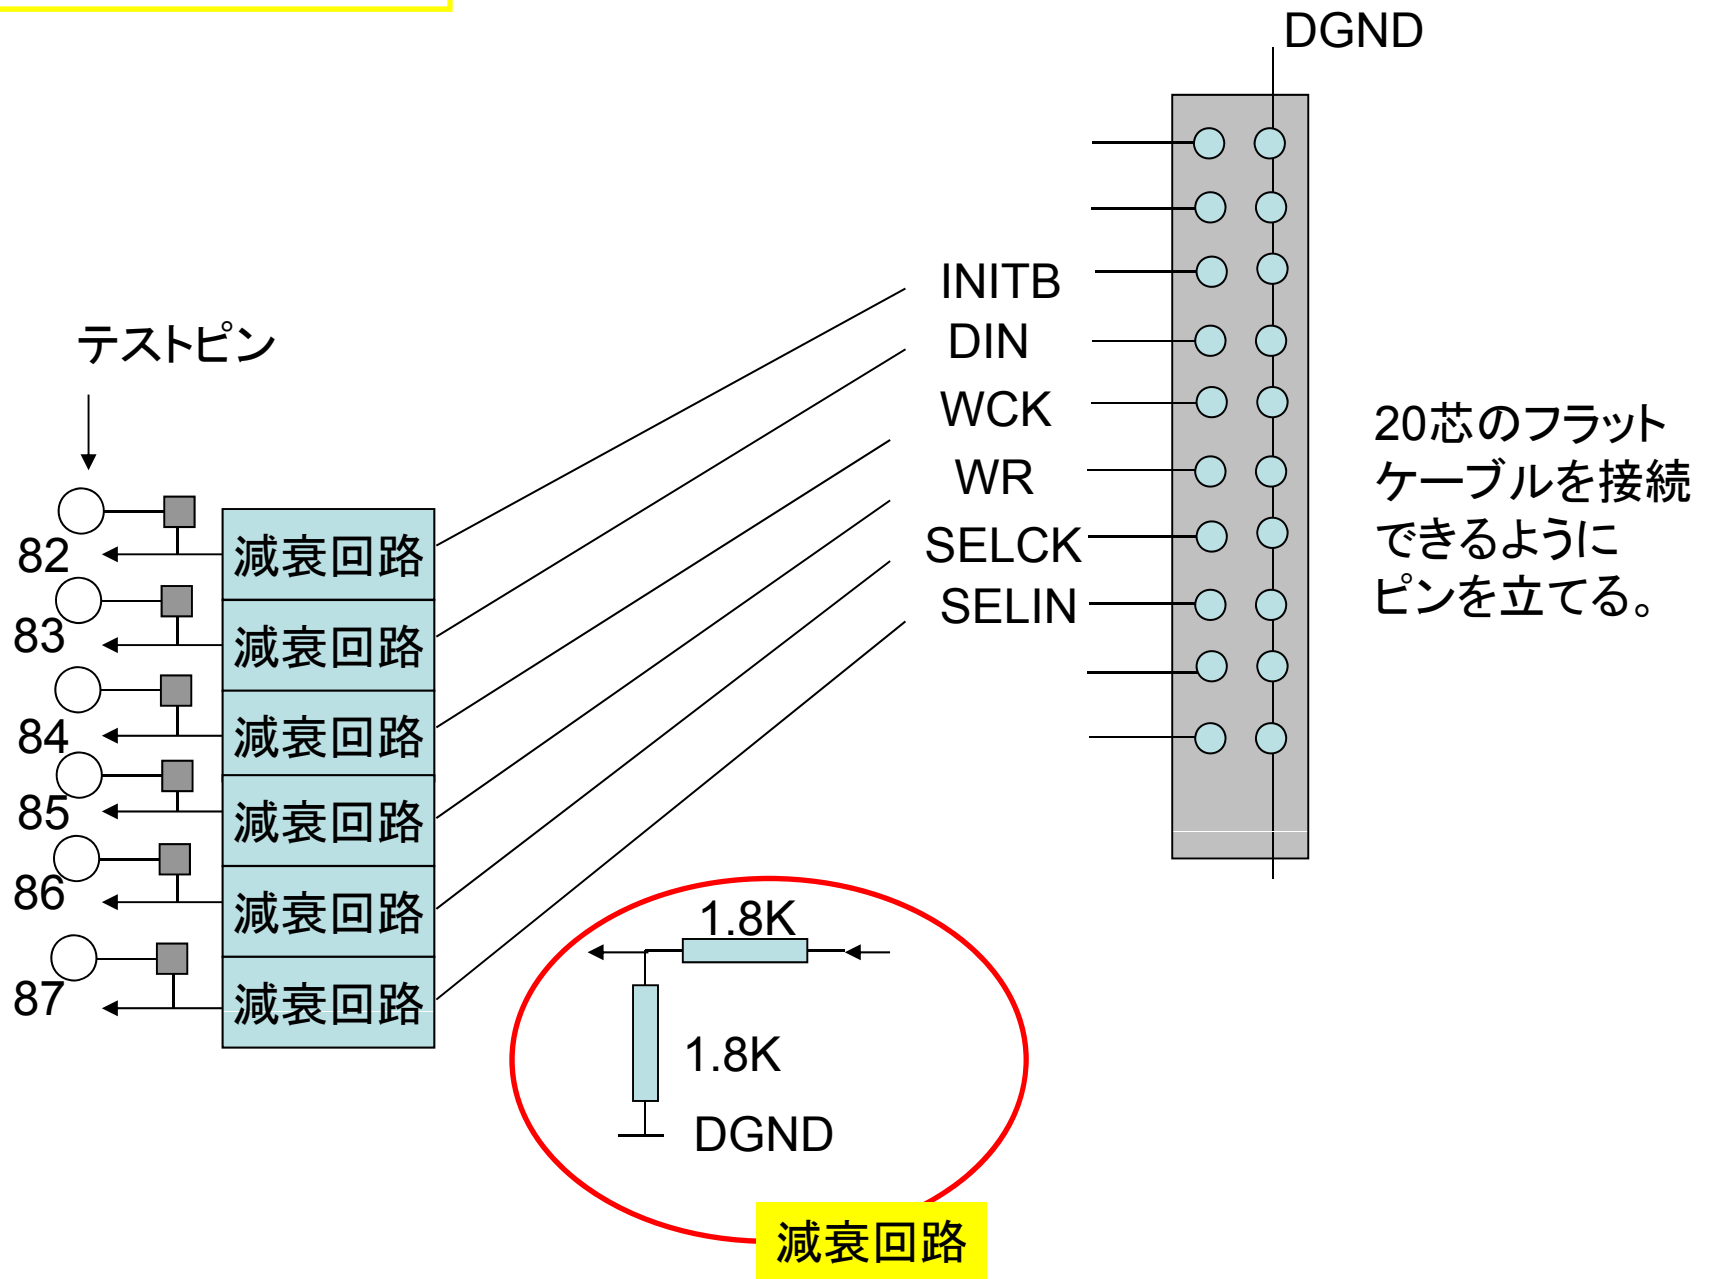 DGND
INITB
DIN
WCK
WR
SELCK
SELIN
テストピン
20芯のフラット
ケーブルを接続
できるように
ピンを立てる。
82
減衰回路
83
減衰回路
84
減衰回路
85
減衰回路
86
減衰回路
87
減衰回路
1.8K
1.8K
DGND
減衰回路